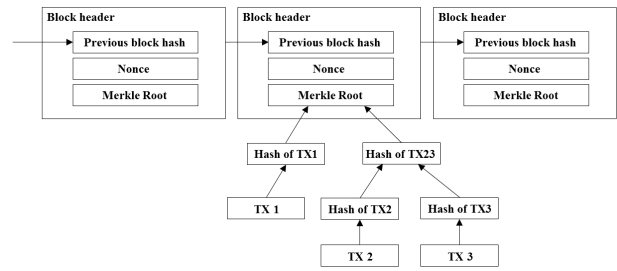 Block header
Block header
Block header
Previous block hash
Previous block hash
Previous block hash
Nonce
Nonce
Nonce
Merkle Root
Merkle Root
Merkle Root
Hash of TX1
Hash of TX23
TX 1
Hash of TX2
Hash of TX3
TX 2
TX 3